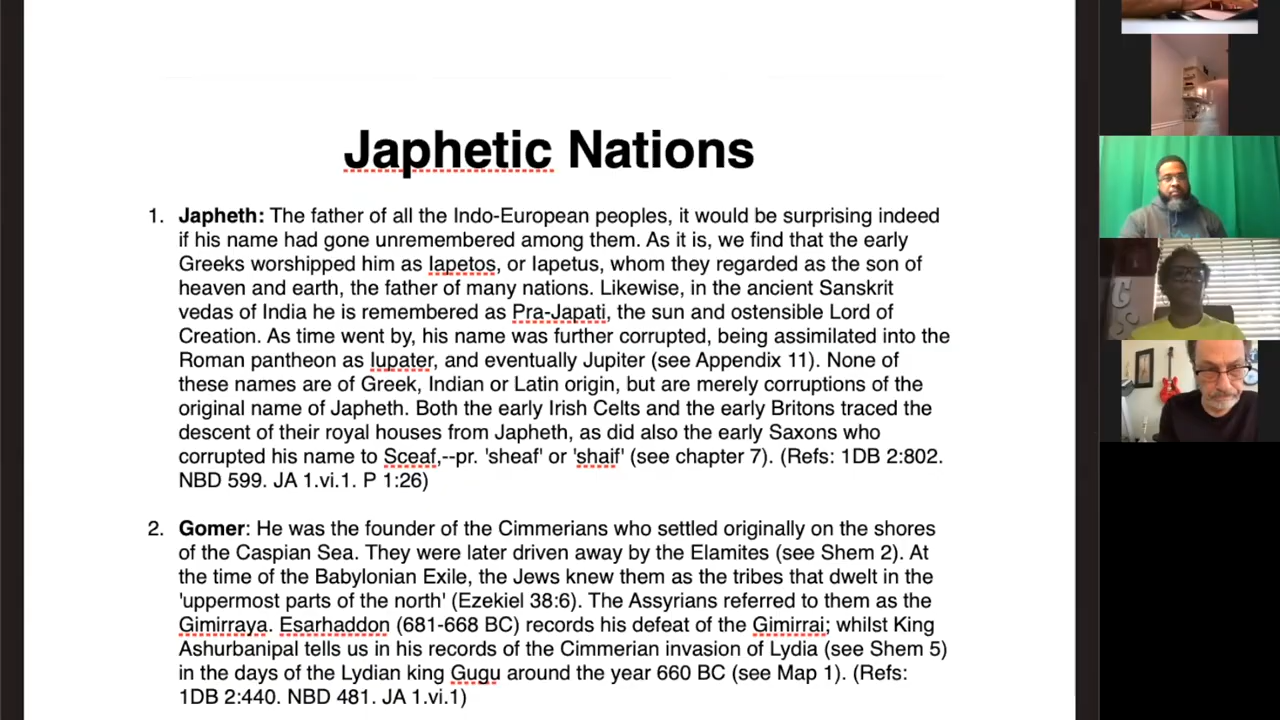 Japhetic Nations
1. Japheth: The father of all the Indo-European peoples, it would be surprising indeed
if his name had gone unremembered among them. As it is, we find that the early
Greeks worshipped him as Iapetos, or Iapetus, whom they regarded as the son of
heaven and earth, the father of many nations. Likewise, in the ancient Sanskrit
vedas of India he is remembered as Pra-Japati, the sun and ostensible Lord of
Creation. As time went by, his name was further corrupted, being assimilated into the
Roman pantheon as Iupater, and eventually Jupiter (see Appendix 11). None of
these names are of Greek, Indian or Latin origin, but are merely corruptions of the
original name of Japheth. Both the early Irish Celts and the early Britons traced the
descent of their royal houses from Japheth, as did also the early Saxons who
corrupted his name to Sceaf,--pr. 'sheaf' or 'shaif' (see chapter 7). (Refs: 1DB 2:802.
NBD 599. JA 1.vi.1. P 1:26)
2. Gomer: He was the founder of the Cimmerians who settled originally on the shores
of the Caspian Sea. They were later driven away by the Elamites (see Shem 2). At
the time of the Babylonian Exile, the Jews knew them as the tribes that dwelt in the
'uppermost parts of the north' (Ezekiel 38:6). The Assyrians referred to them as the
Gimirraya. Esarhaddon (681-668 BC) records his defeat of the Gimirrai; whilst King
Ashurbanipal tells us in his records of the Cimmerian invasion of Lydia (see Shem 5)
in the days of the Lydian king Gugu around the year 660 BC (see Map 1). (Refs:
1DB 2:440. NBD 481. JA 1.vi.1)